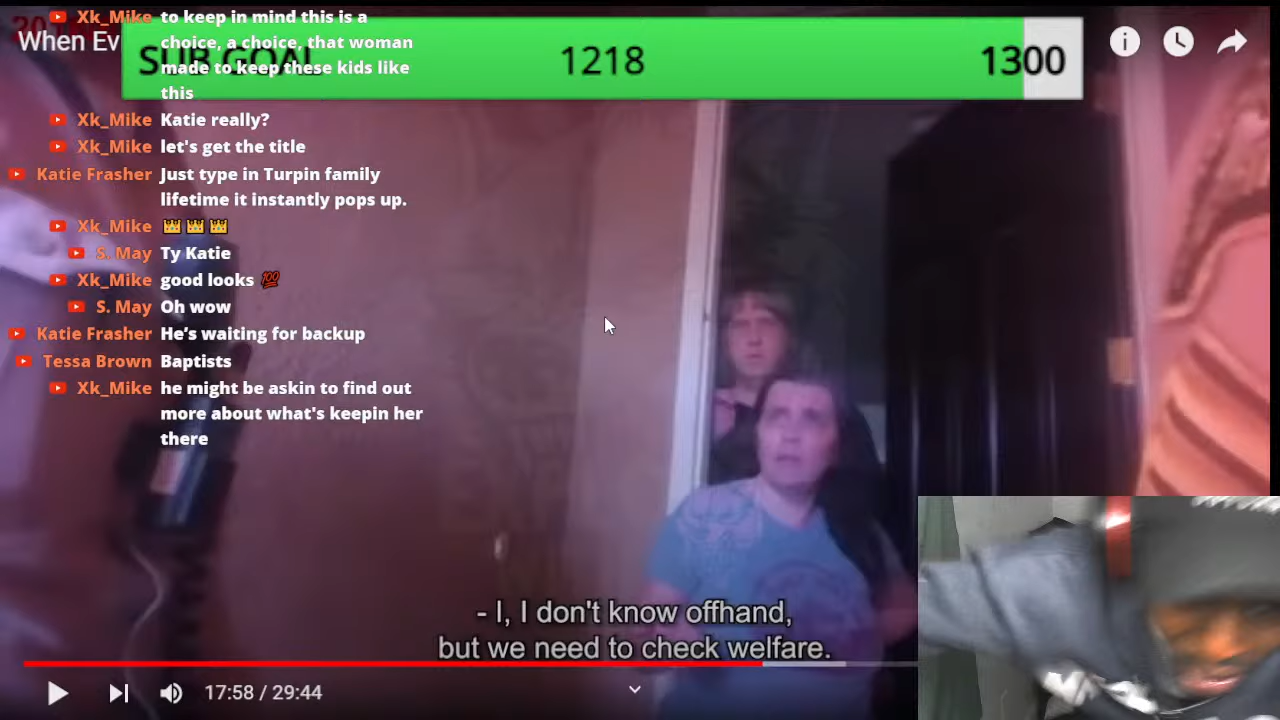 When Ev
SUB GOAL
1218
1300
Xk_Mike to keep in mind this is a
choice, a choice, that woman
made to keep these kids like
this
Xk_Mike Katie really?
Xk_Mike let's get the title
Katie Frasher Just type in Turpin family
lifetime it instantly pops up.
Xk_Mike 👑 👑 👑
S. May Ty Katie
Xk_Mike good looks 💯
S. May Oh wow
Katie Frasher He’s waiting for backup
Tessa Brown Baptists
Xk_Mike he might be askin to find out
more about what's keepin her
there
- I, I don't know offhand,
but we need to check welfare.
17:58 / 29:44